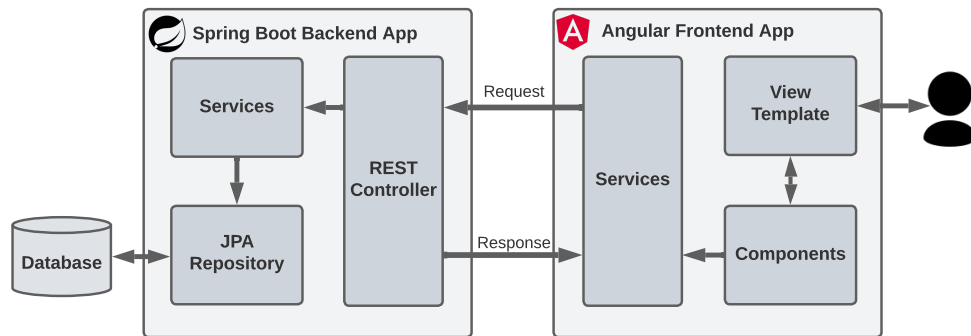 Spring Boot Backend App
Angular Frontend App
Services
REST
Controller
JPA
Repository
Database
Request
Response
Services
View
Template
Components